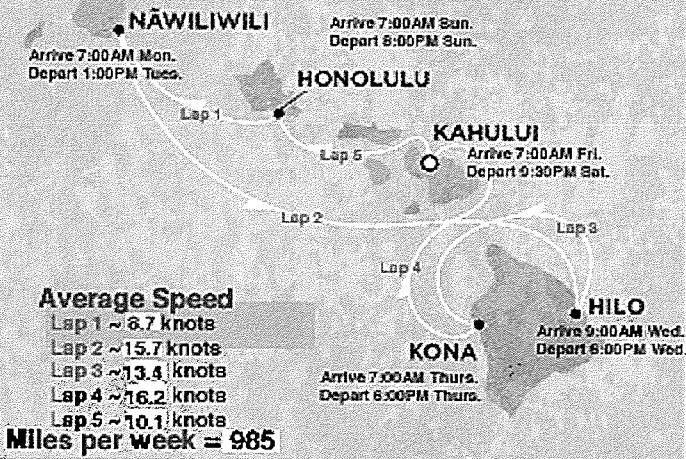 NĀWILIWILI
Arrive 7:00AM Mon.
Depart 1:00PM Tues.
Arrive 7:00AM Sun.
Depart 8:00PM Sun.
HONOLULU
Lap 1
Lap 5
KAHULUI
Arrive 7:00AM Fri.
Depart 9:30PM Sat.
Lap 2
Lap 3
Lap 4
HILO
Arrive 9:00AM Wed.
Depart 6:00PM Wed.
KONA
Arrive 7:00AM Thurs.
Depart 6:00PM Thurs.
Average Speed
Lap 1 ~ 8.7 knots
Lap 2 ~ 15.7 knots
Lap 3 ~ 13.4 knots
Lap 4 ~ 16.2 knots
Lap 5 ~ 10.1 knots
Miles per week = 985